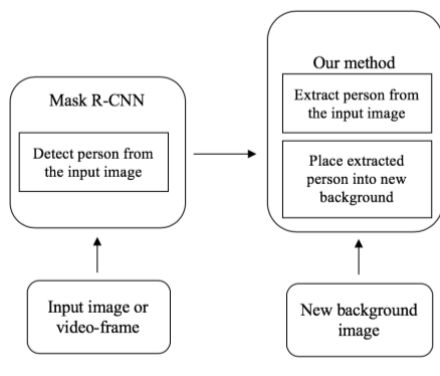 Mask R-CNN
Detect person from
the input image
Input image or
video-frame
Our method
Extract person from
the input image
Place extracted
person into new
background
New background
image